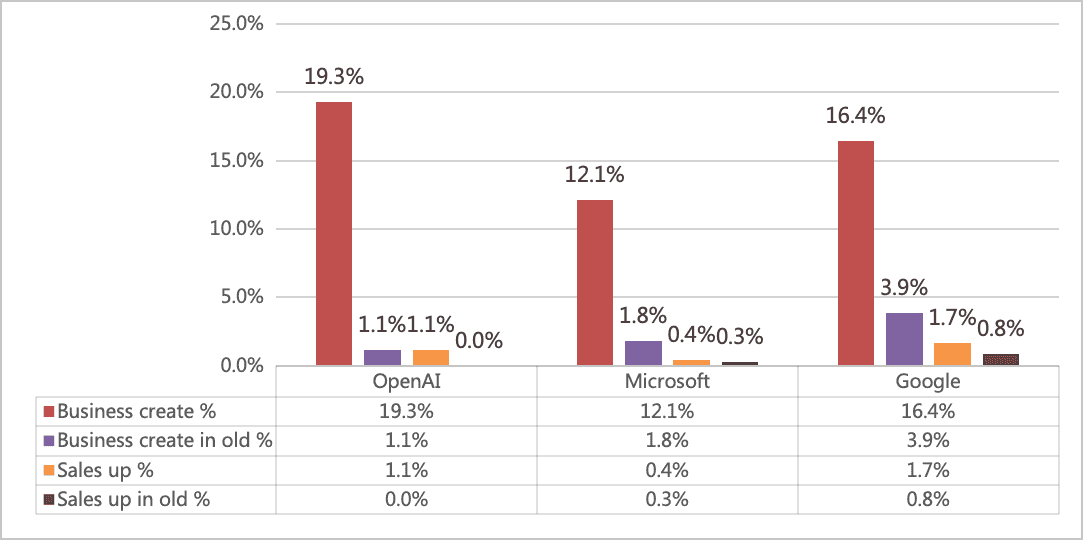 25.0%
20.0%
15.0%
10.0%
5.0%
0.0%
19.3%
1.1% 1.1% 0.0%
12.1%
1.8% 0.4% 0.3%
16.4%
3.9% 1.7% 0.8%
OpenAI Microsoft Google
Business create % 19.3% 12.1% 16.4%
Business create in old % 1.1% 1.8% 3.9%
Sales up % 1.1% 0.4% 1.7%
Sales up in old % 0.0% 0.3% 0.8%